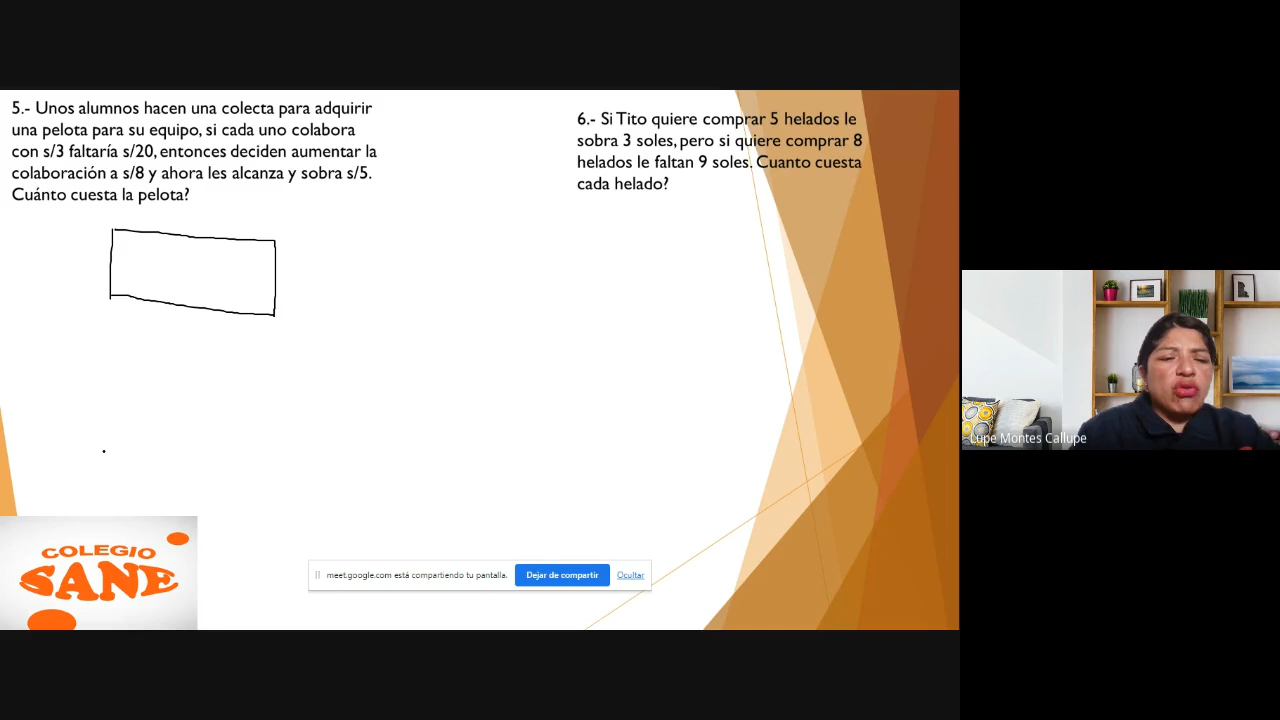 5.- Unos alumnos hacen una colecta para adquirir
una pelota para su equipo, si cada uno colabora
con s/3 faltaría s/20, entonces deciden aumentar la
colaboración a s/8 y ahora les alcanza y sobra s/5.
Cuánto cuesta la pelota?
6.- Si Tito quiere comprar 5 helados le
sobra 3 soles, pero si quiere comprar 8
helados le faltan 9 soles. Cuanto cuesta
cada helado?
Lupe Montes Callupe
COLEGIO
SANE
meet.google.com está compartiendo tu pantalla.
Dejar de compartir
Ocultar